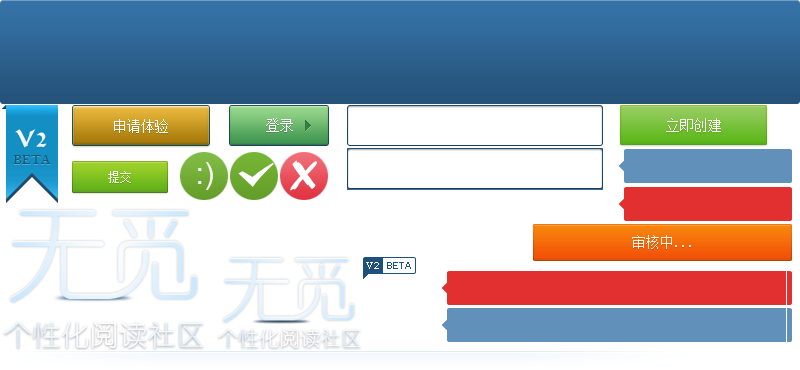 V2
BETA
申请体验
登录
立即创建
提交
:)
审核中...
无觅
个性化阅读社区
无觅
个性化阅读社区
V2 BETA